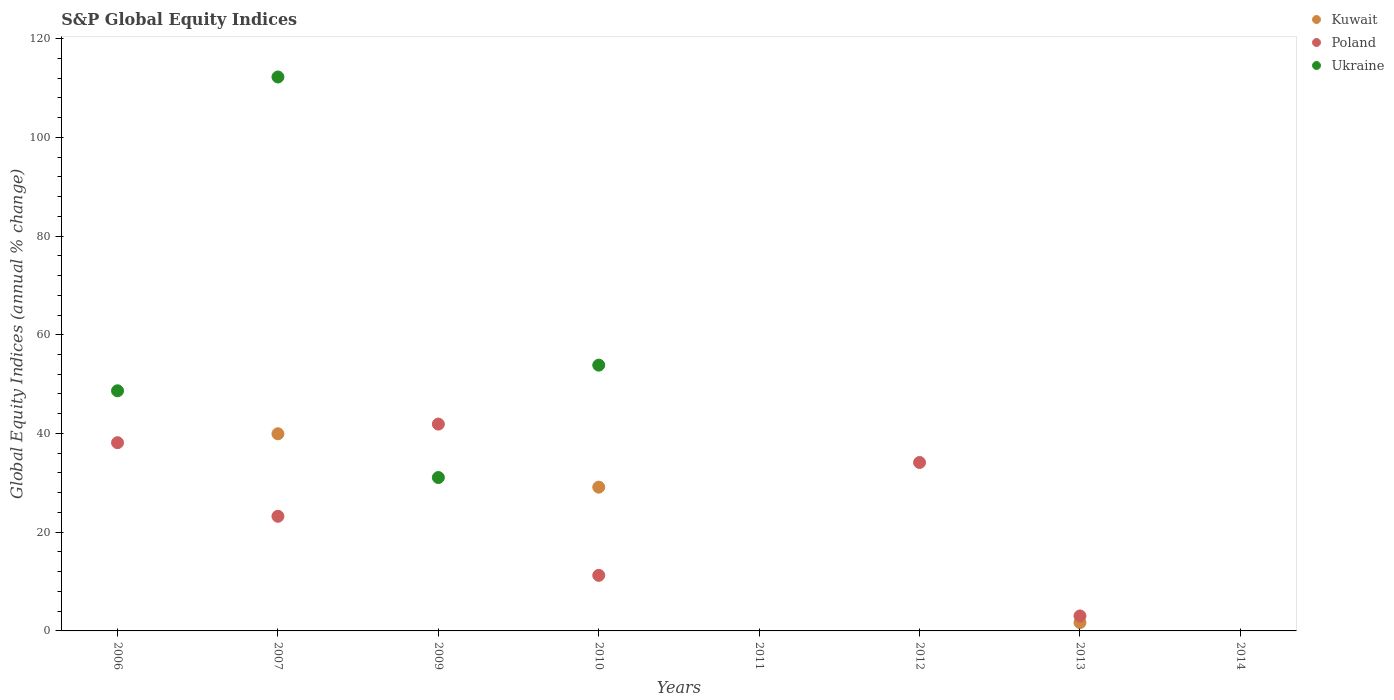 S&P Global Equity Indices
Kuwait
Poland
Ukraine
Global Equity Indices (annual % change)
120
100
80
60
40
20
0
2006
2007
2009
2010
2011
2012
2013
2014
Years